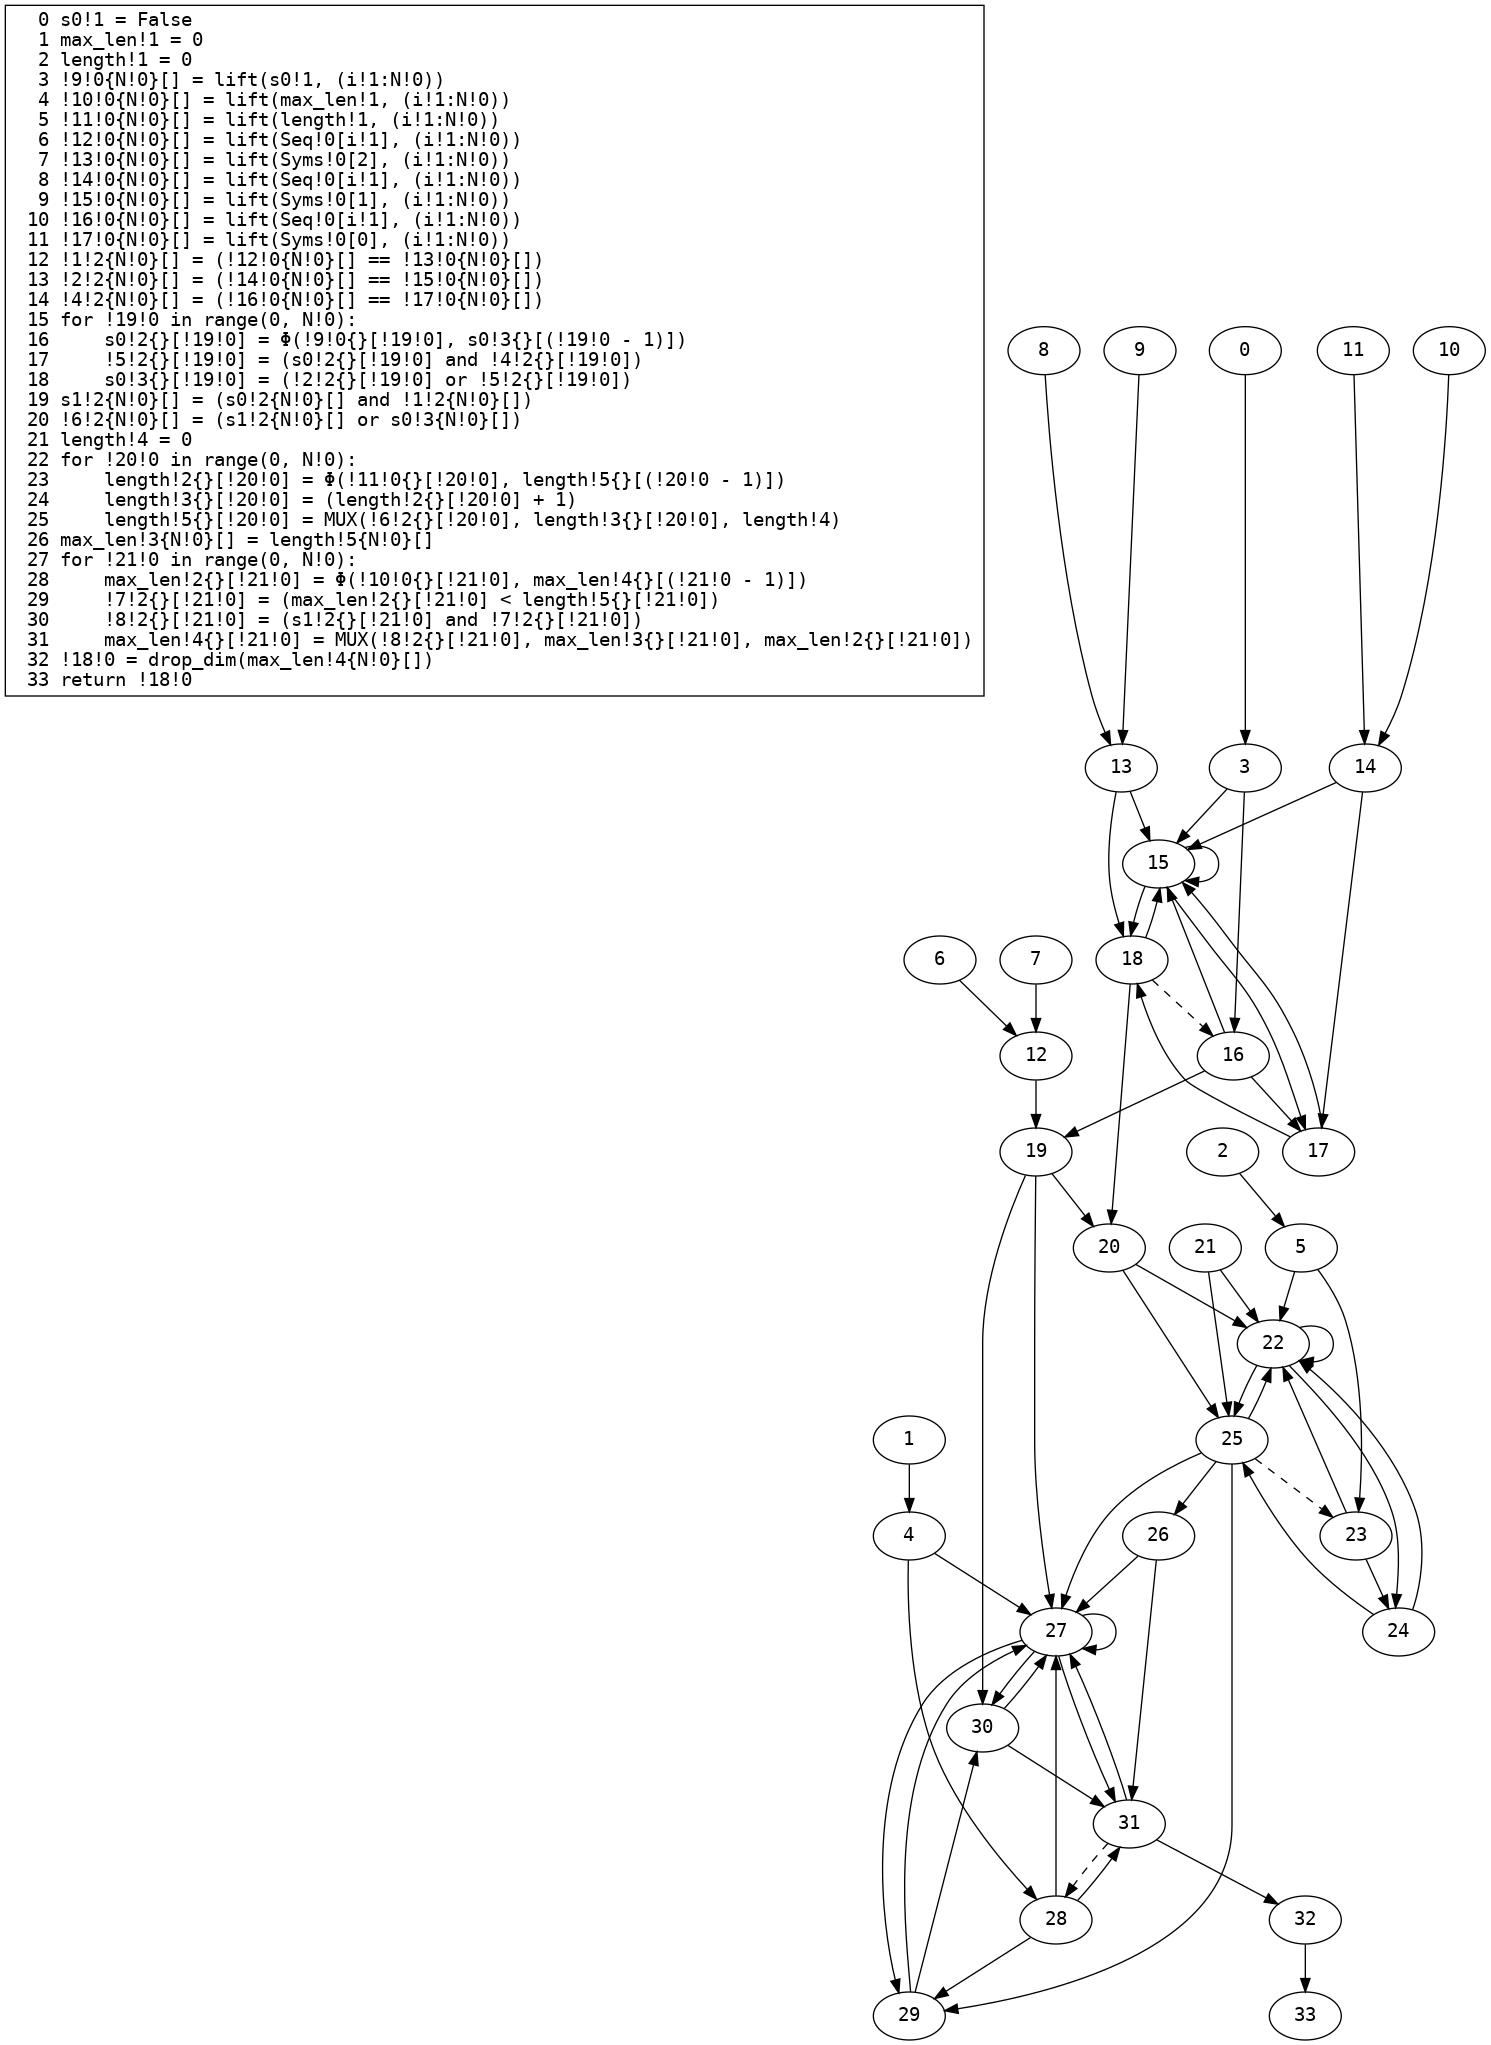 0 s0!1 = False
1 max_len!1 = 0
2 length!1 = 0
3 !9!0{N!0}[] = lift(s0!1, (i!1:N!0))
4 !10!0{N!0}[] = lift(max_len!1, (i!1:N!0))
5 !11!0{N!0}[] = lift(length!1, (i!1:N!0))
6 !12!0{N!0}[] = lift(Seq!0[i!1], (i!1:N!0))
7 !13!0{N!0}[] = lift(Syms!0[2], (i!1:N!0))
8 !14!0{N!0}[] = lift(Seq!0[i!1], (i!1:N!0))
9 !15!0{N!0}[] = lift(Syms!0[1], (i!1:N!0))
10 !16!0{N!0}[] = lift(Seq!0[i!1], (i!1:N!0))
11 !17!0{N!0}[] = lift(Syms!0[0], (i!1:N!0))
12 !1!2{N!0}[] = (!12!0{N!0}[] == !13!0{N!0}[])
13 !2!2{N!0}[] = (!14!0{N!0}[] == !15!0{N!0}[])
14 !4!2{N!0}[] = (!16!0{N!0}[] == !17!0{N!0}[])
15 for !19!0 in range(0, N!0):
16     s0!2{}[!19!0] = Φ(!9!0{}[!19!0], s0!3{}[(!19!0 - 1)])
17     !5!2{}[!19!0] = (s0!2{}[!19!0] and !4!2{}[!19!0])
18     s0!3{}[!19!0] = (!2!2{}[!19!0] or !5!2{}[!19!0])
19 s1!2{N!0}[] = (s0!2{N!0}[] and !1!2{N!0}[])
20 !6!2{N!0}[] = (s1!2{N!0}[] or s0!3{N!0}[])
21 length!4 = 0
22 for !20!0 in range(0, N!0):
23     length!2{}[!20!0] = Φ(!11!0{}[!20!0], length!5{}[(!20!0 - 1)])
24     length!3{}[!20!0] = (length!2{}[!20!0] + 1)
25     length!5{}[!20!0] = MUX(!6!2{}[!20!0], length!3{}[!20!0], length!4)
26 max_len!3{N!0}[] = length!5{N!0}[]
27 for !21!0 in range(0, N!0):
28     max_len!2{}[!21!0] = Φ(!10!0{}[!21!0], max_len!4{}[(!21!0 - 1)])
29     !7!2{}[!21!0] = (max_len!2{}[!21!0] < length!5{}[!21!0])
30     !8!2{}[!21!0] = (s1!2{}[!21!0] and !7!2{}[!21!0])
31     max_len!4{}[!21!0] = MUX(!8!2{}[!21!0], max_len!3{}[!21!0], max_len!2{}[!21!0])
32 !18!0 = drop_dim(max_len!4{N!0}[])
33 return !18!0
8
9
0
11
10
13
3
14
15
6
7
18
12
16
19
2
17
20
21
5
22
1
25
4
26
23
27
24
30
31
28
32
29
33